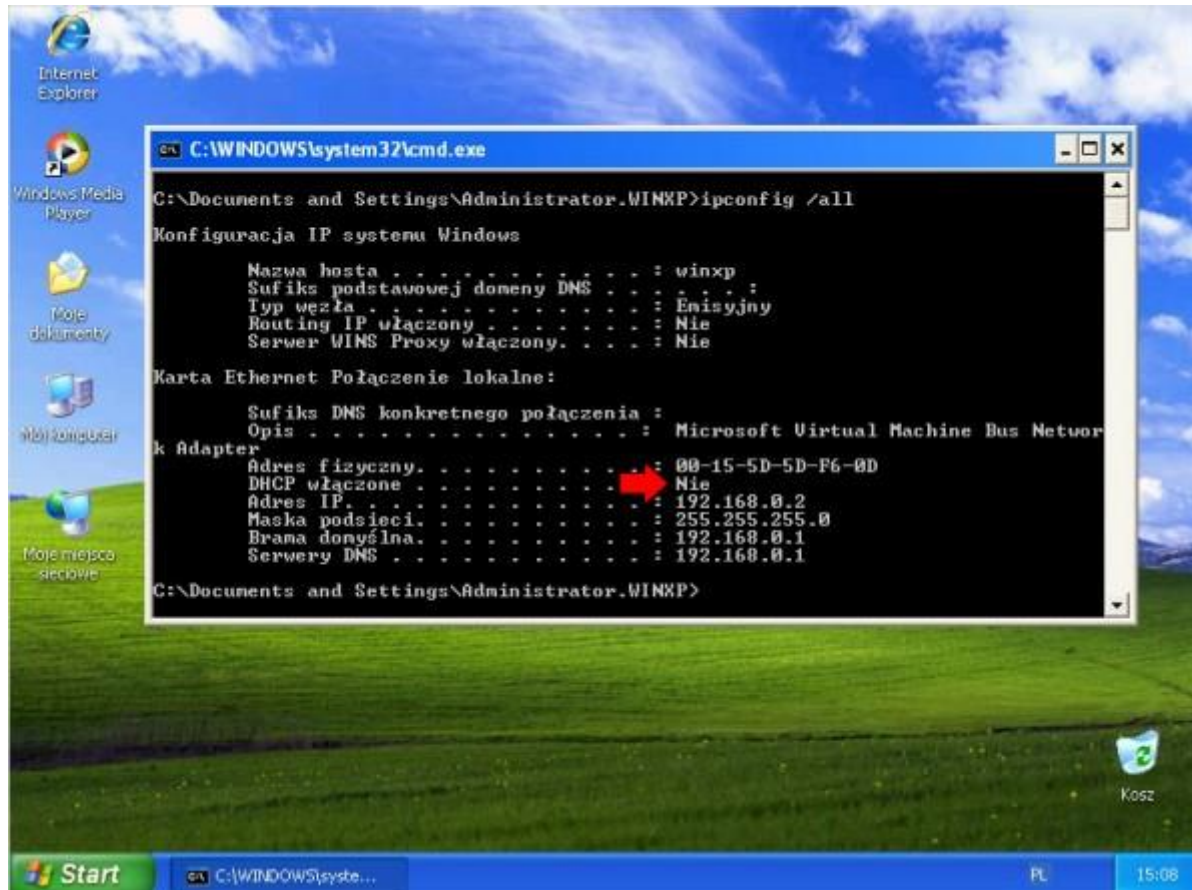 Internet
Explorer
Windows Media
Player
Moje
dokumenty
Mój komputer
Moje miejsca
sieciowe
C:\WINDOWS\system32\cmd.exe
C:\Documents and Settings\Administrator.WINXP>ipconfig /all
Konfiguracja IP systemu Windows
Nazwa hosta . . . . . . . . . . . : winxp
Sufiks podstawowej domeny DNS . . . . . . :
Typ węzła . . . . . . . . . . . . : Emisyjny
Routing IP włączony . . . . . . . : Nie
Serwer WINS Proxy włączony. . . . : Nie
Karta Ethernet Połączenie lokalne:
Sufiks DNS konkretnego połączenia :
Opis . . . . . . . . . . . . . . : Microsoft Virtual Machine Bus Networ
k Adapter
Adres fizyczny. . . . . . . . . . . : 00-15-5D-5D-F6-0D
DHCP włączone . . . . . . . . . . Nie
Adres IP. . . . . . . . . . . . . : 192.168.0.2
Maska podsieci. . . . . . . . . . : 255.255.255.0
Brama domyślna. . . . . . . . . . : 192.168.0.1
Serwery DNS . . . . . . . . . . . : 192.168.0.1
C:\Documents and Settings\Administrator.WINXP>
Kosz
Start
C:\WINDOWS\syste...
PL
15:08